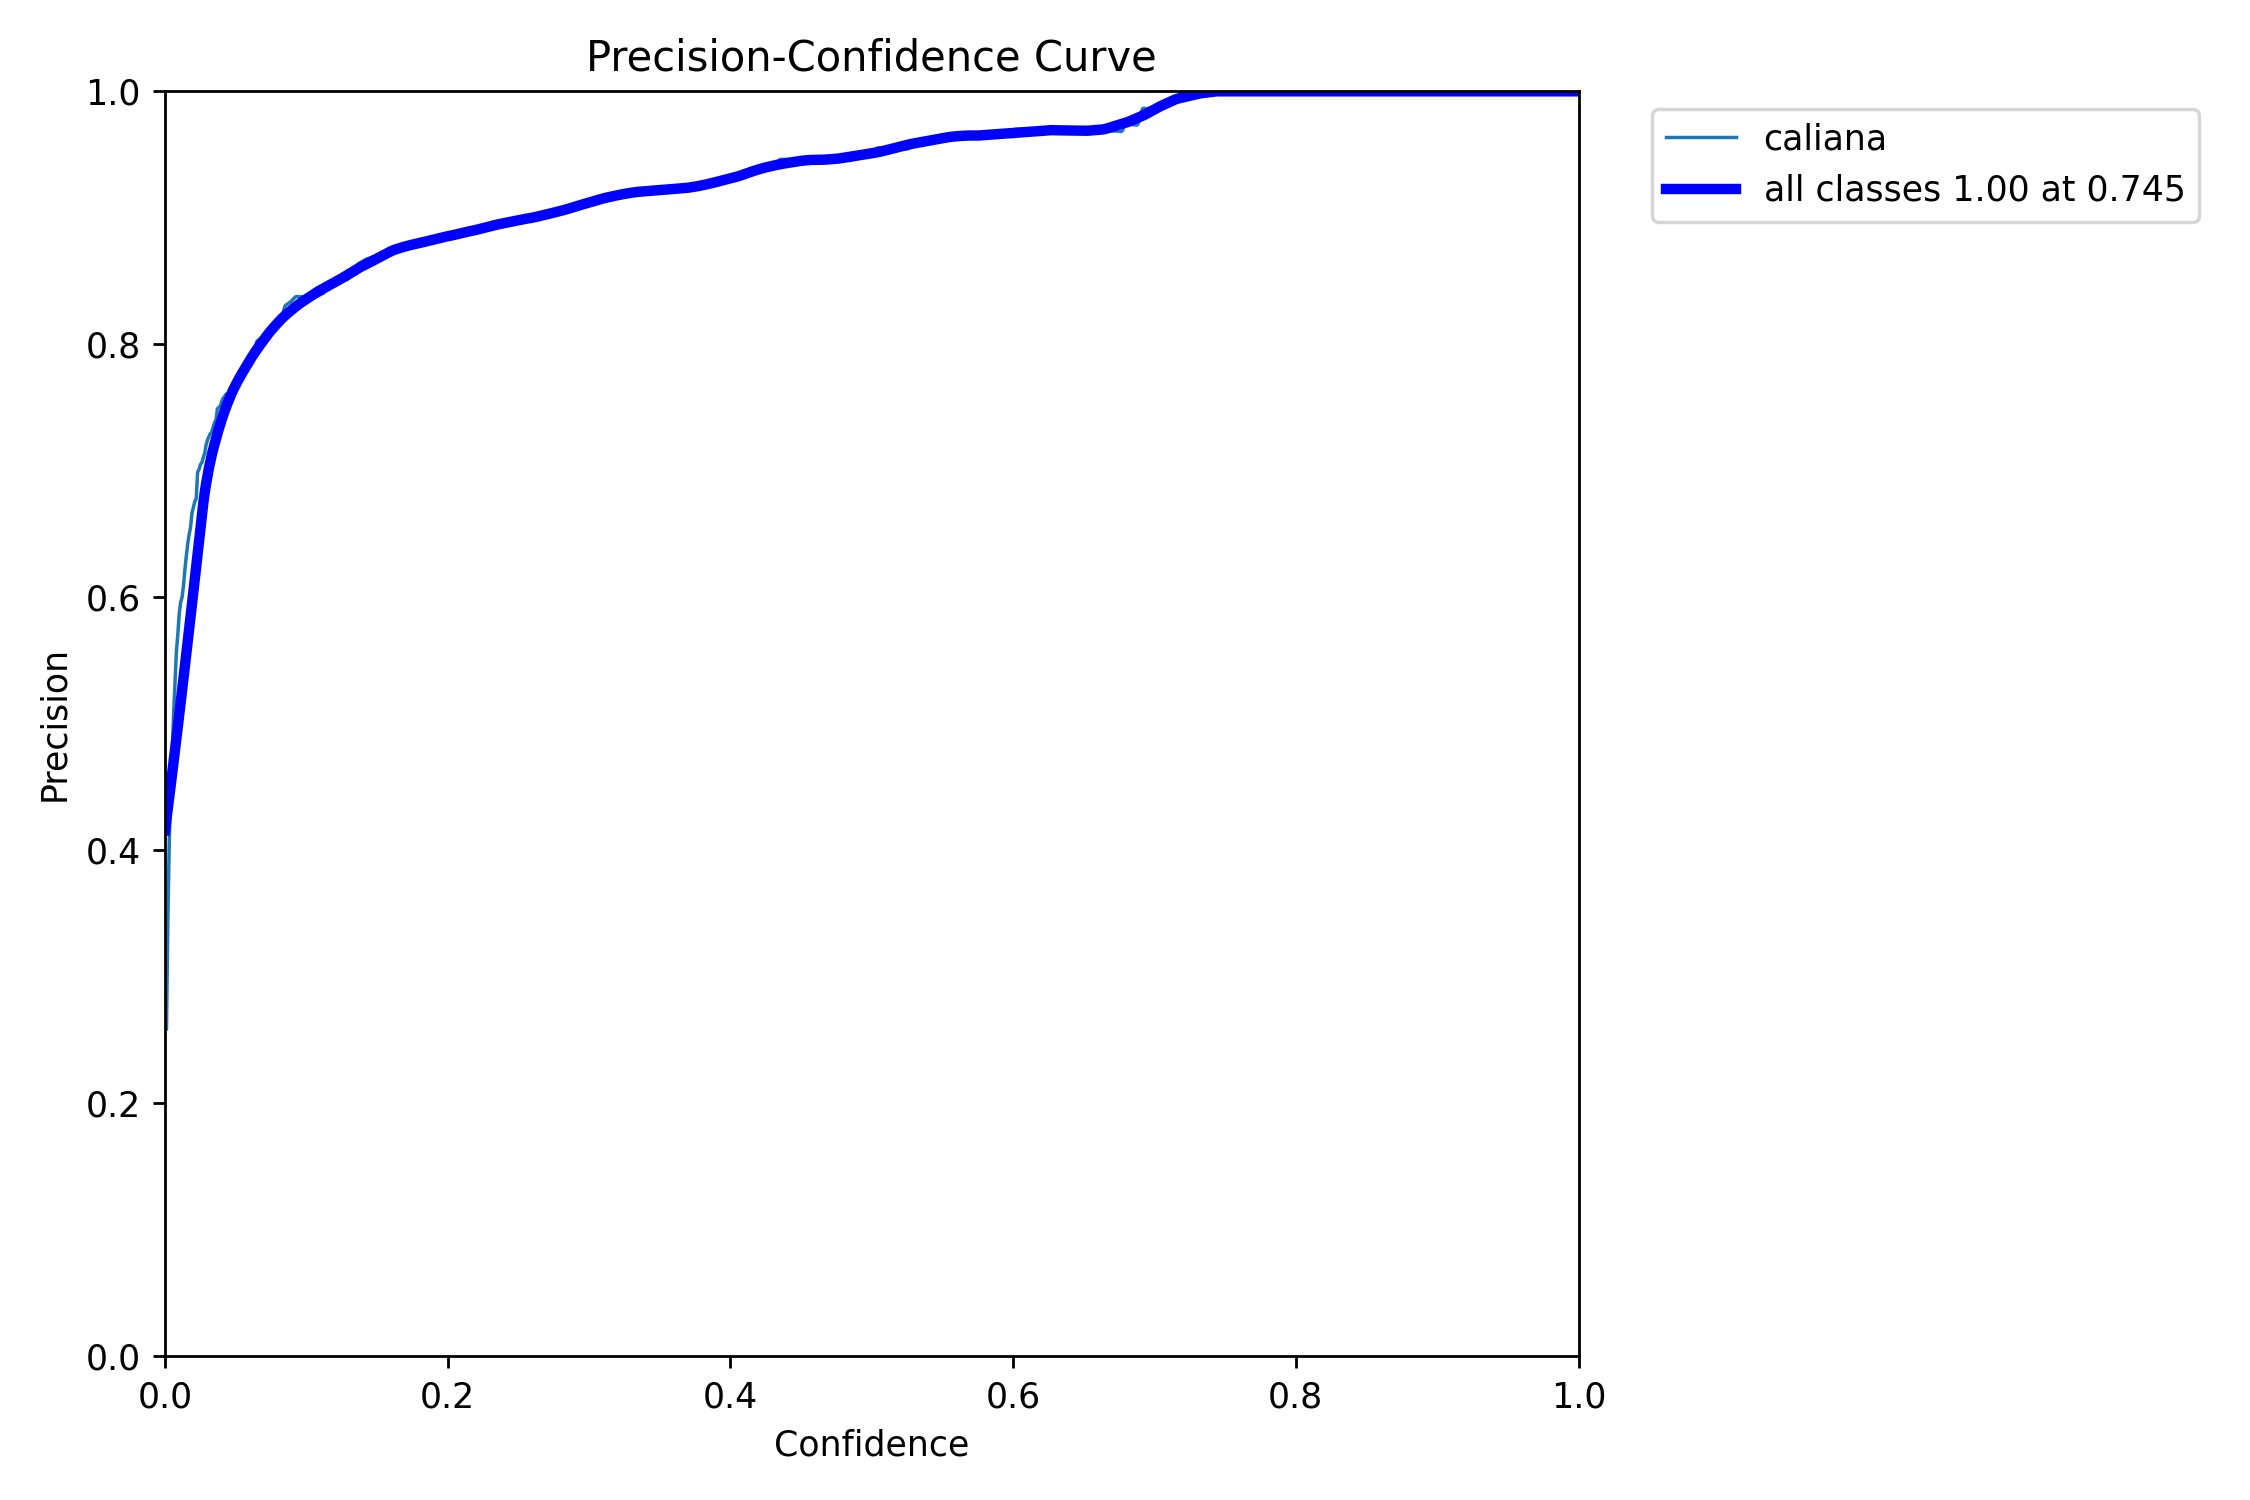 Precision-Confidence Curve
caliana
all classes 1.00 at 0.745
1.0
0.8
0.6
0.4
0.2
0.0
Precision
0.0 0.2 0.4 0.6 0.8 1.0
Confidence